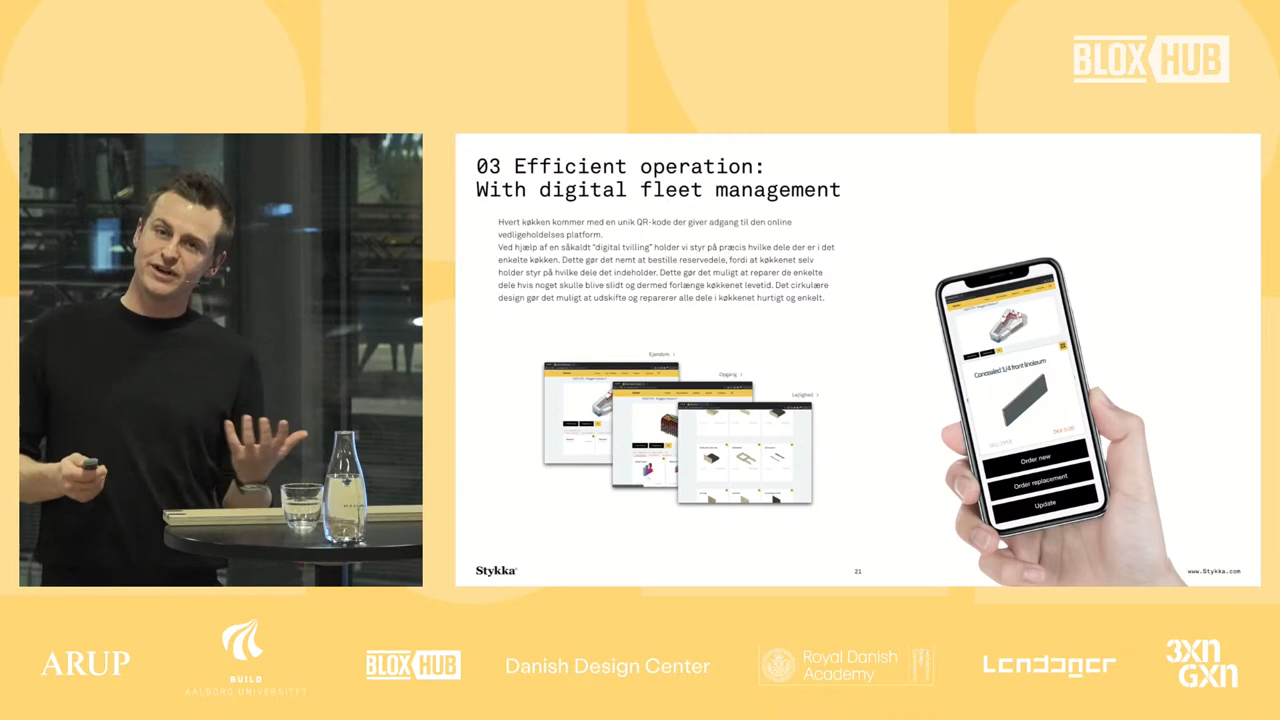 BLOXHUB
03 Efficient operation:
With digital fleet management
Hvert køkken kommer med en unik QR-kode der giver adgang til den online
vedligeholdelses platform.
Ved hjælp af en såkaldt "digital tvilling" holder vi styr på præcis hvilke dele der er i det
enkelte køkken. Dette gør det nemt at bestille reservedele, fordi at køkkenet selv
holder styr på hvilke dele det indeholder. Dette gør det muligt at reparer de enkelte
dele hvis noget skulle blive slidt og dermed forlænge køkkenet levetid. Det cirkulære
design gør det muligt at udskifte og reparerer alle dele i køkkenet hurtigt og enkelt.
Ejendom >
Opgang >
Lejlighed >
Concealed 1/4 front linoleum
DKK 0.00
Order new
Order replacement
Update
Stykka
21
www.Stykka.com
ARUP
BUILD
AALBORG UNIVERSITET
BLOXHUB
Danish Design Center
Royal Danish
Academy
Lendager
3XN
GXN